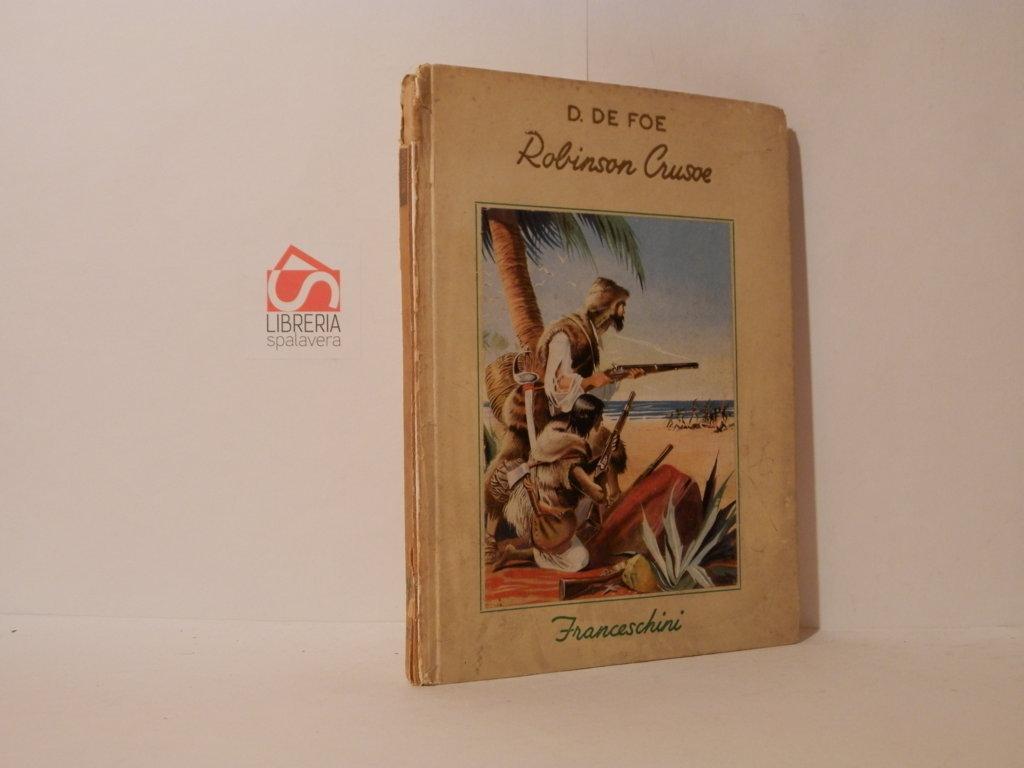 D. DE FOE
Robinson Crusoe
Franceschini
LIBRERIA
spalavera